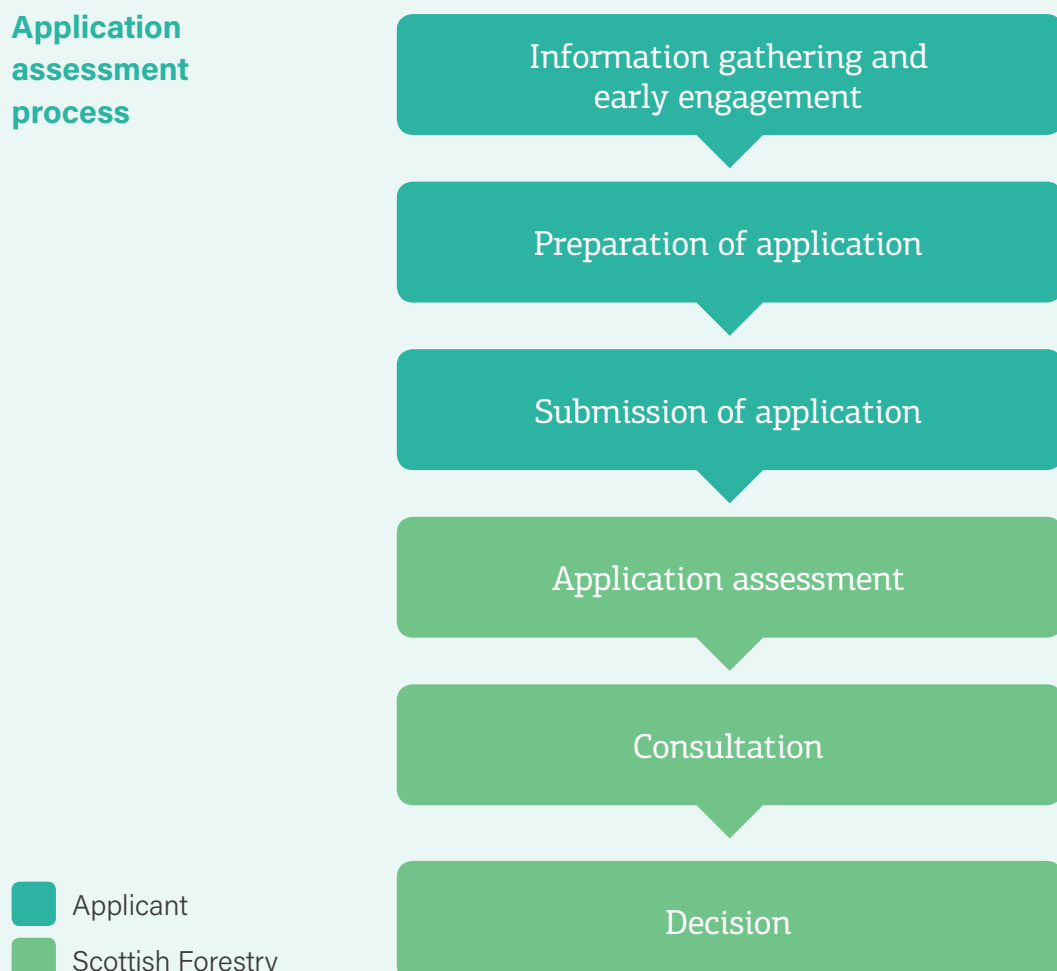 Application
assessment
process
Information gathering and
early engagement
Preparation of application
Submission of application
Application assessment
Consultation
Decision
Applicant
Scottish Forestry